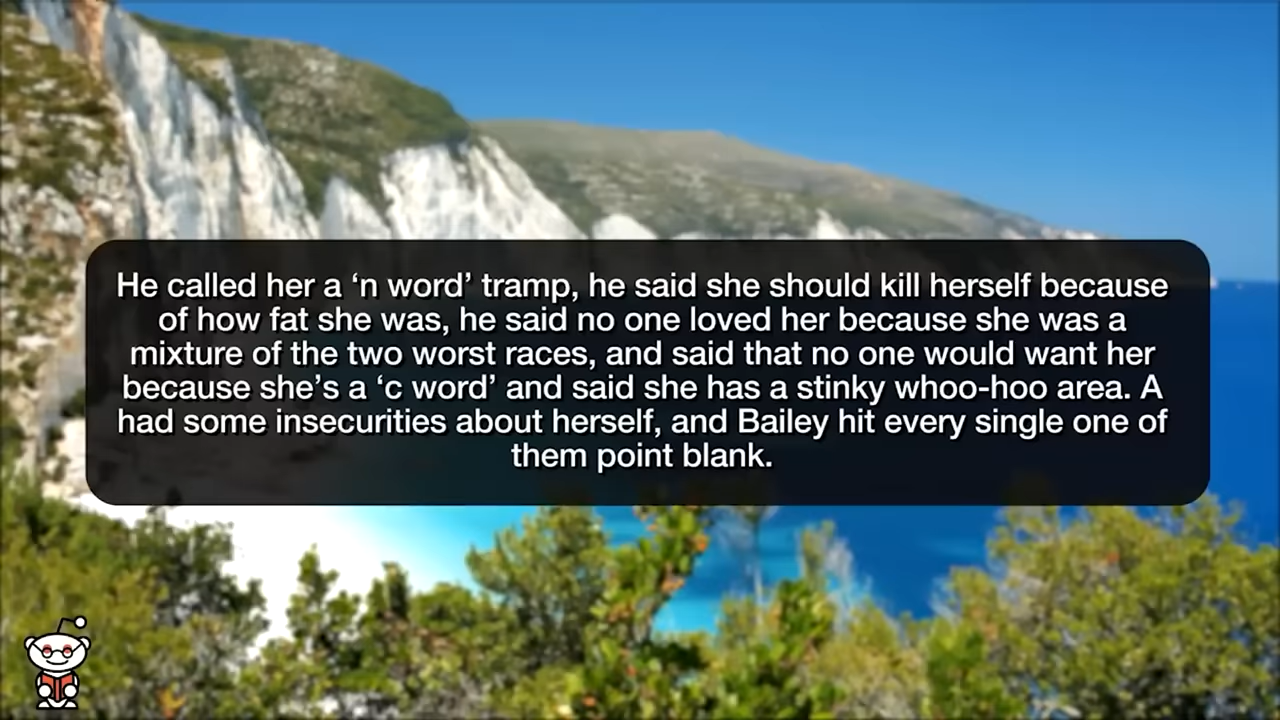 He called her a ‘n word’ tramp, he said she should kill herself because
of how fat she was, he said no one loved her because she was a
mixture of the two worst races, and said that no one would want her
because she’s a ‘c word’ and said she has a stinky whoo-hoo area. A
had some insecurities about herself, and Bailey hit every single one of
them point blank.